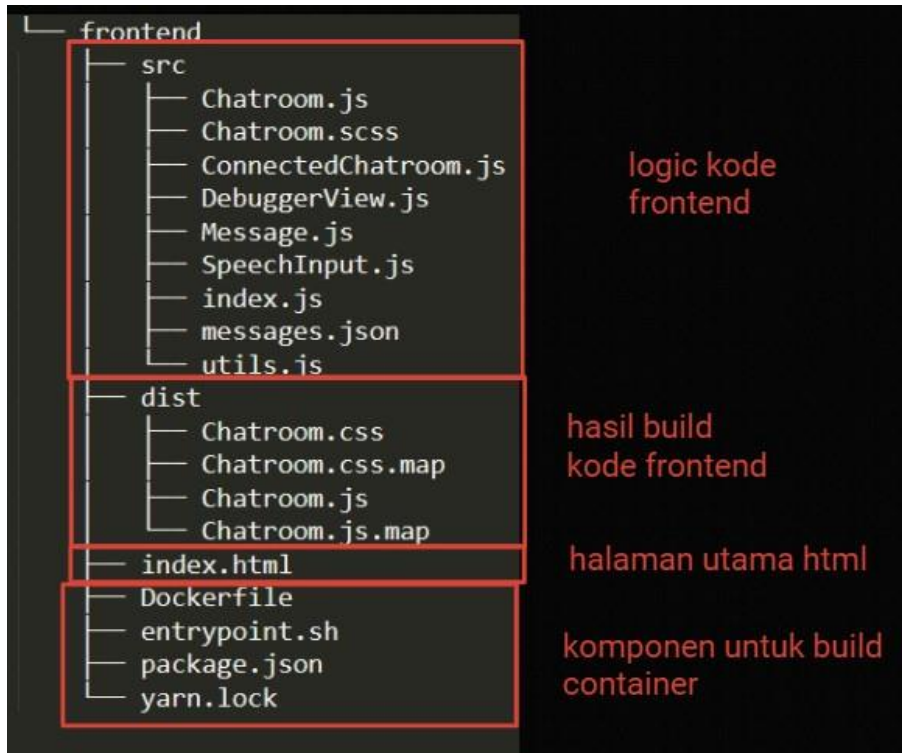 └── frontend
├── src
│ ├── Chatroom.js
│ ├── Chatroom.scss
│ ├── ConnectedChatroom.js
│ ├── DebuggerView.js
│ ├── Message.js
│ ├── SpeechInput.js
│ ├── index.js
│ ├── messages.json
│ └── utils.js
logic kode
frontend
├── dist
│ ├── Chatroom.css
│ ├── Chatroom.css.map
│ ├── Chatroom.js
│ └── Chatroom.js.map
hasil build
kode frontend
├── index.html
halaman utama html
├── Dockerfile
├── entrypoint.sh
├── package.json
└── yarn.lock
komponen untuk build
container